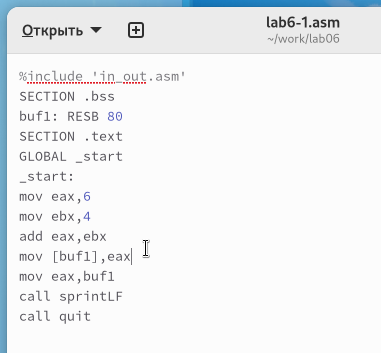 Открыть
lab6-1.asm
~/work/lab06
%include 'in_out.asm'
SECTION .bss
buf1: RESB 80
SECTION .text
GLOBAL _start
_start:
mov eax,6
mov ebx,4
add eax,ebx
mov [buf1],eax
mov eax,buf1
call sprintLF
call quit